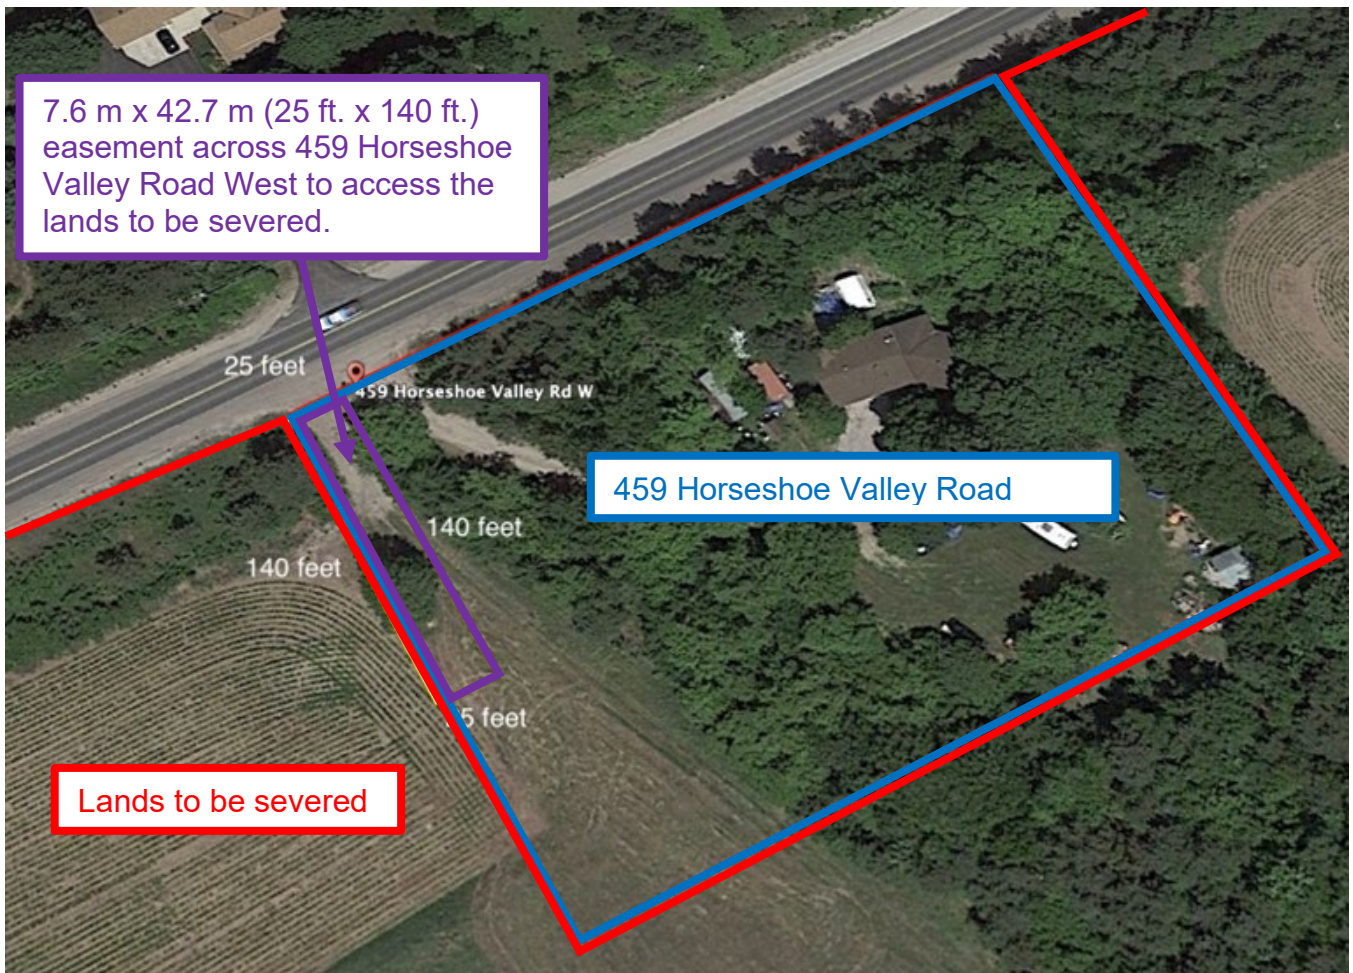 7.6 m x 42.7 m (25 ft. x 140 ft.)
easement across 459 Horseshoe
Valley Road West to access the
lands to be severed.
25 feet
459 Horseshoe Valley Rd W
459 Horseshoe Valley Road
140 feet
140 feet
5 feet
Lands to be severed